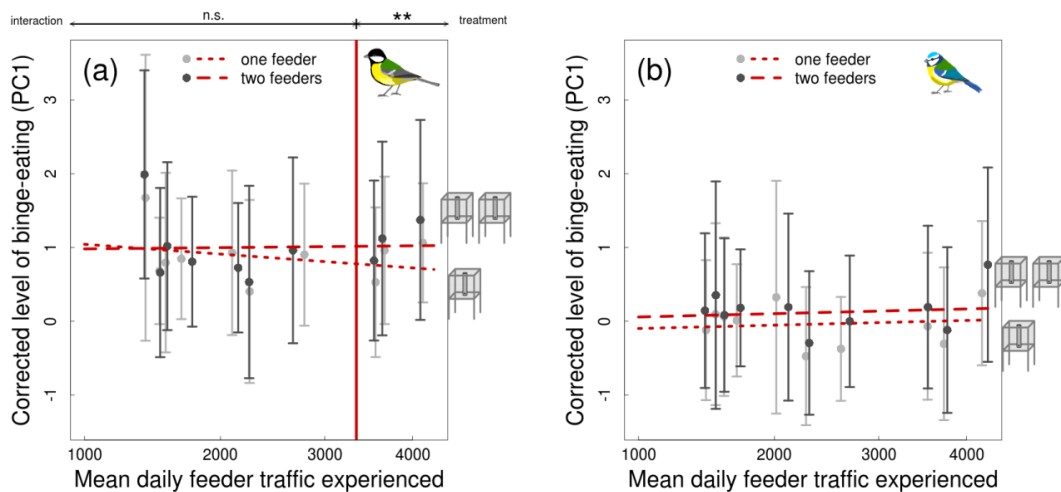 interaction n.s. ** treatment
(a) one feeder
two feeders
Corrected level of binge-eating (PC1)
3
2
1
0
-1
1000 2000 3000 4000
Mean daily feeder traffic experienced
(b) one feeder
two feeders
Corrected level of binge-eating (PC1)
3
2
1
0
-1
1000 2000 3000 4000
Mean daily feeder traffic experienced